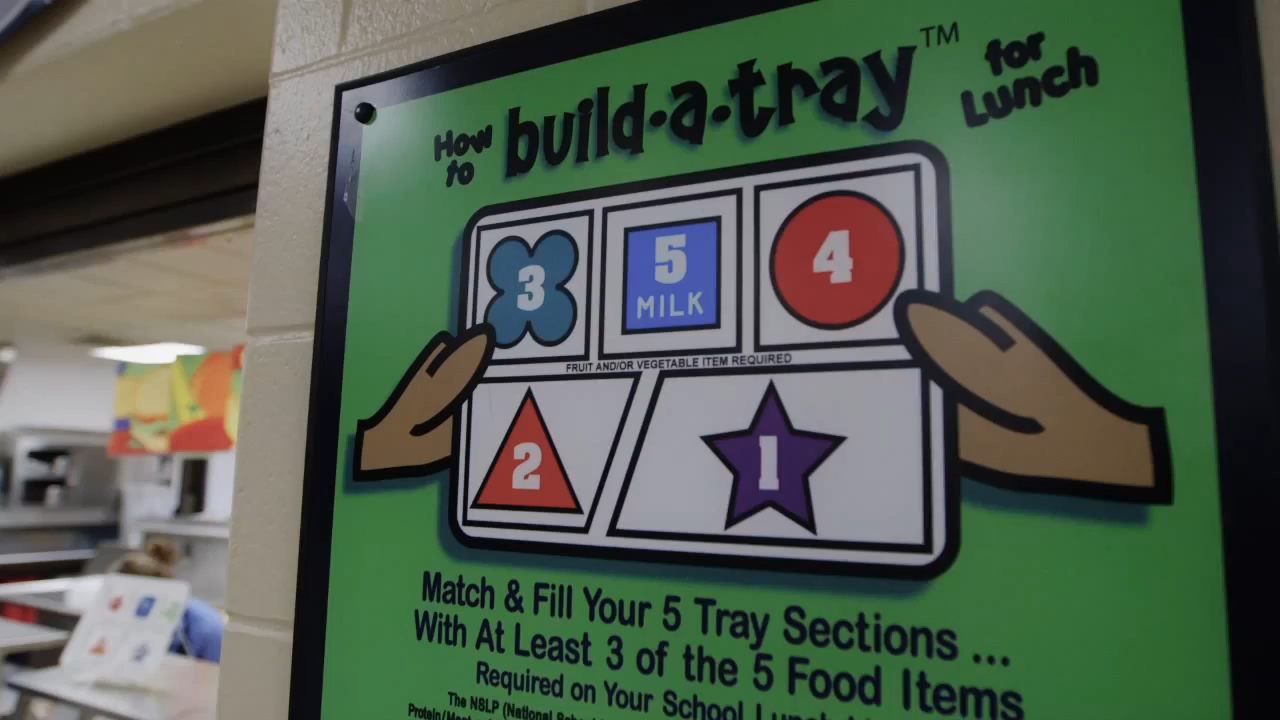 How to build-a-tray™ for Lunch
3
5
MILK
4
FRUIT AND/OR VEGETABLE ITEM REQUIRED
2
1
Match & Fill Your 5 Tray Sections ...
With At Least 3 of the 5 Food Items
Required on Your School Lunch
The NSLP (National